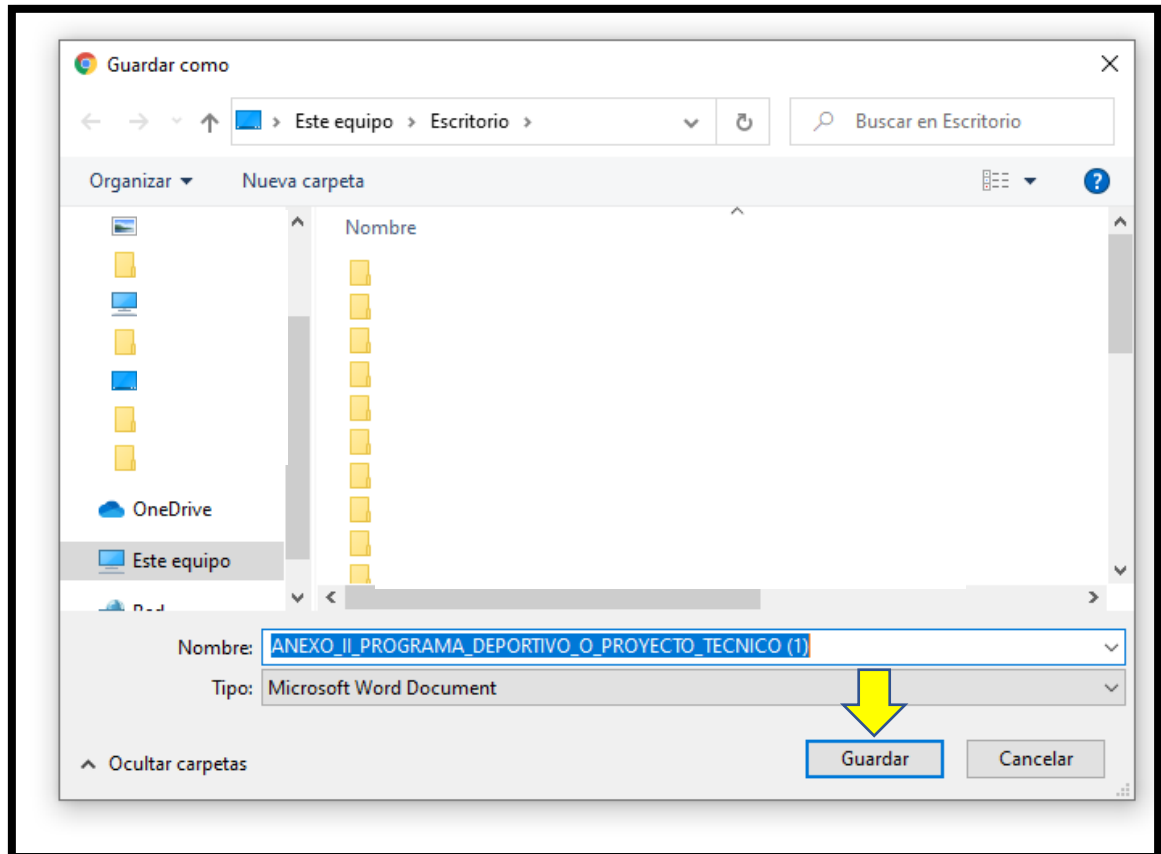 Guardar como
Este equipo > Escritorio >
Buscar en Escritorio
Organizar
Nueva carpeta
?
Nombre
OneDrive
Este equipo
Red
Nombre: ANEXO_II_PROGRAMA_DEPORTIVO_O_PROYECTO_TECNICO (1)
Tipo: Microsoft Word Document
Ocultar carpetas
Guardar
Cancelar